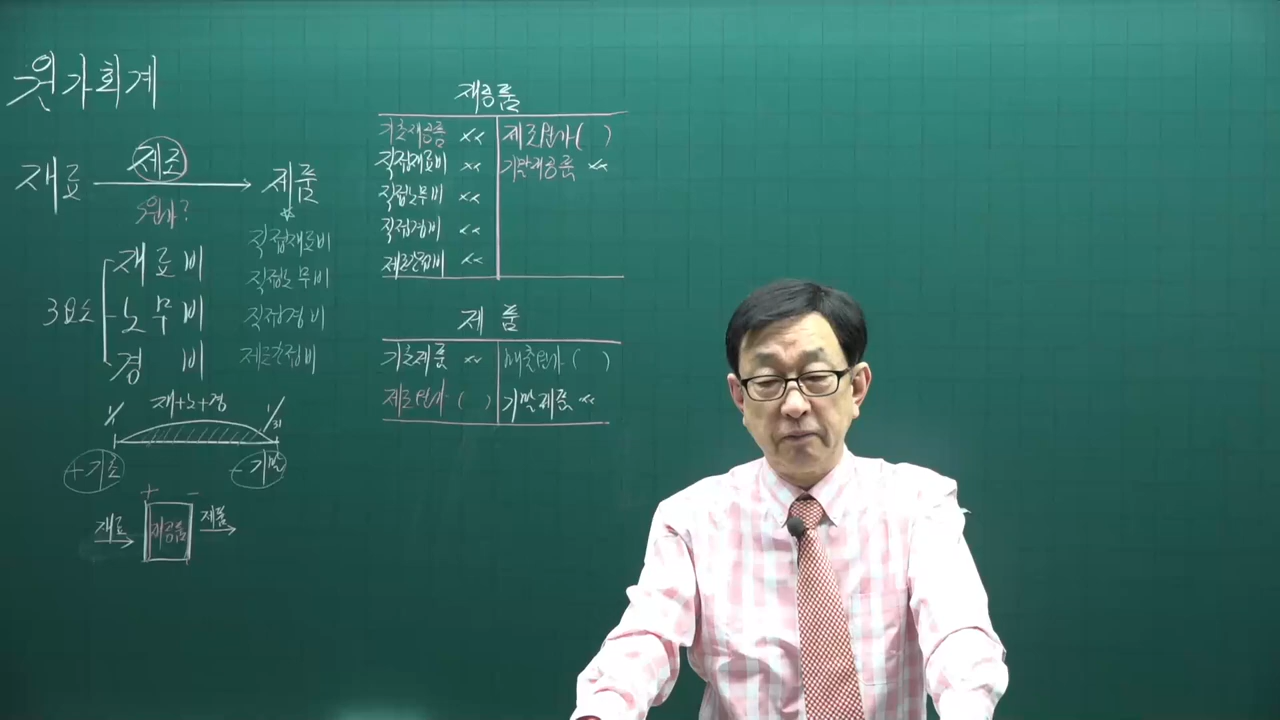 원가회계
재료 제조 제품
원가?
3요소
재료비
노무비
경 비
직접재료비
직접노무비
직접경비
제조간접비
1/1 재+노+경 1/31
+기초 -기말
+ -
재료 재공품 제품
재공품
기초재공품 ×× 제조원가( )
직접재료비 ×× 기말재공품 ××
직접노무비 ××
직접경비 ××
제조간접비 ××
제 품
기초제품 ×× 매출원가 ( )
제조원가 ( ) 기말제품 ××